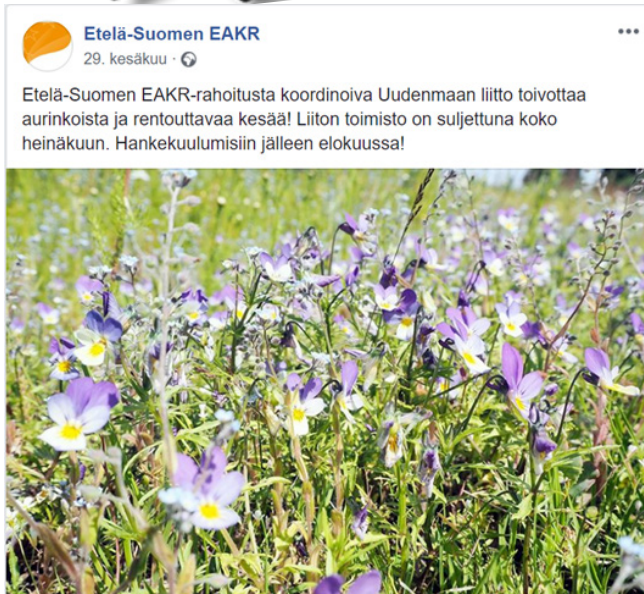 Etelä-Suomen EAKR
29. kesäkuu ·
Etelä-Suomen EAKR-rahoitusta koordinoiva Uudenmaan liitto toivottaa
aurinkoista ja rentouttavaa kesää! Liiton toimisto on suljettuna koko
heinäkuun. Hankekuulumisiin jälleen elokuussa!